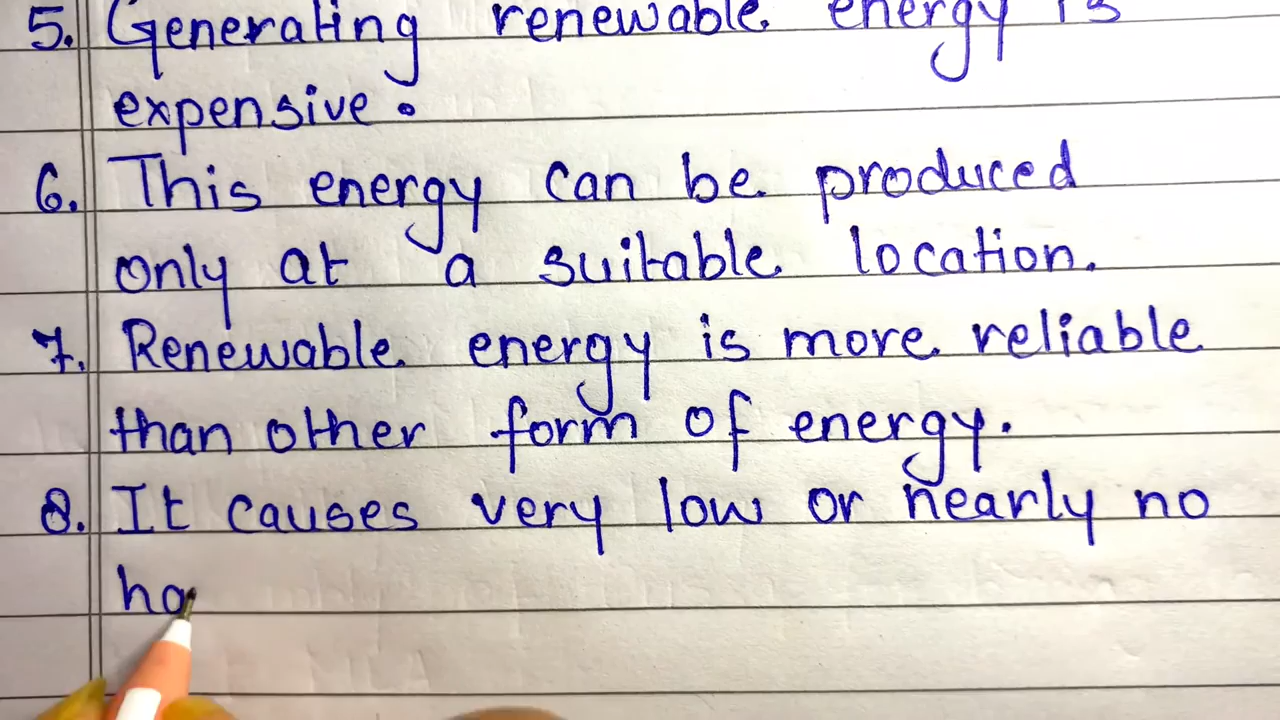 5. Generating renewable energy is
expensive.
6. This energy can be produced
only at a suitable location.
7. Renewable energy is more reliable
than other form of energy.
8. It causes very low or nearly no
ha